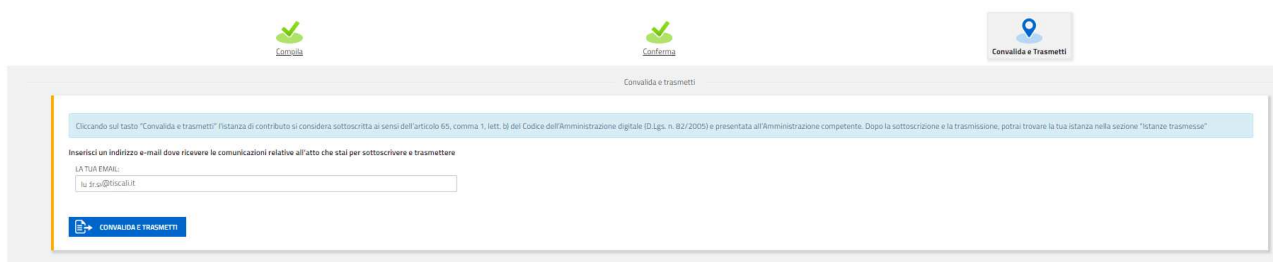 Compila
Conferma
Convalida e Trasmetti
Convalida e trasmetti
Cliccando sul tasto "Convalida e trasmetti" l'istanza di contributo si considera sottoscritta ai sensi dell'articolo 65, comma 1, lett. b) del Codice dell'Amministrazione digitale (D.Lgs. n. 82/2005) e presentata all'Amministrazione competente. Dopo la sottoscrizione e la trasmissione, potrai trovare la tua istanza nella sezione "Istanze trasmesse"
Inserisci un indirizzo e-mail dove ricevere le comunicazioni relative all'atto che stai per sottoscrivere e trasmettere
LA TUA EMAIL:
@tiscali.it
CONVALIDA E TRASMETTI